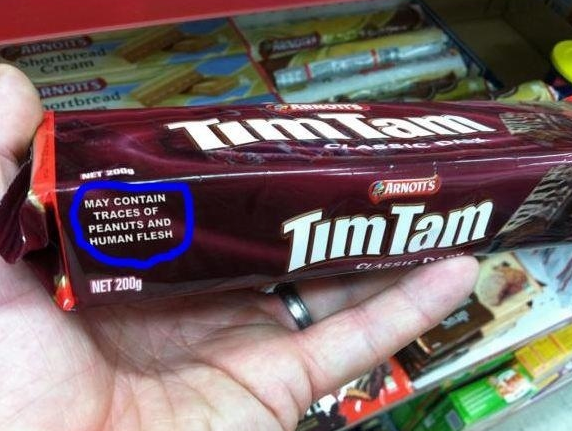 ARNOTT'S
Shortbread
Cream
ARNOTT'S
ortbread
ARNOTT'S
TimTam
CLASSIC DARK
NET 200g
MAY CONTAIN
TRACES OF
PEANUTS AND
HUMAN FLESH
NET 200g
ARNOTT'S
TimTam
CLASSIC DARK